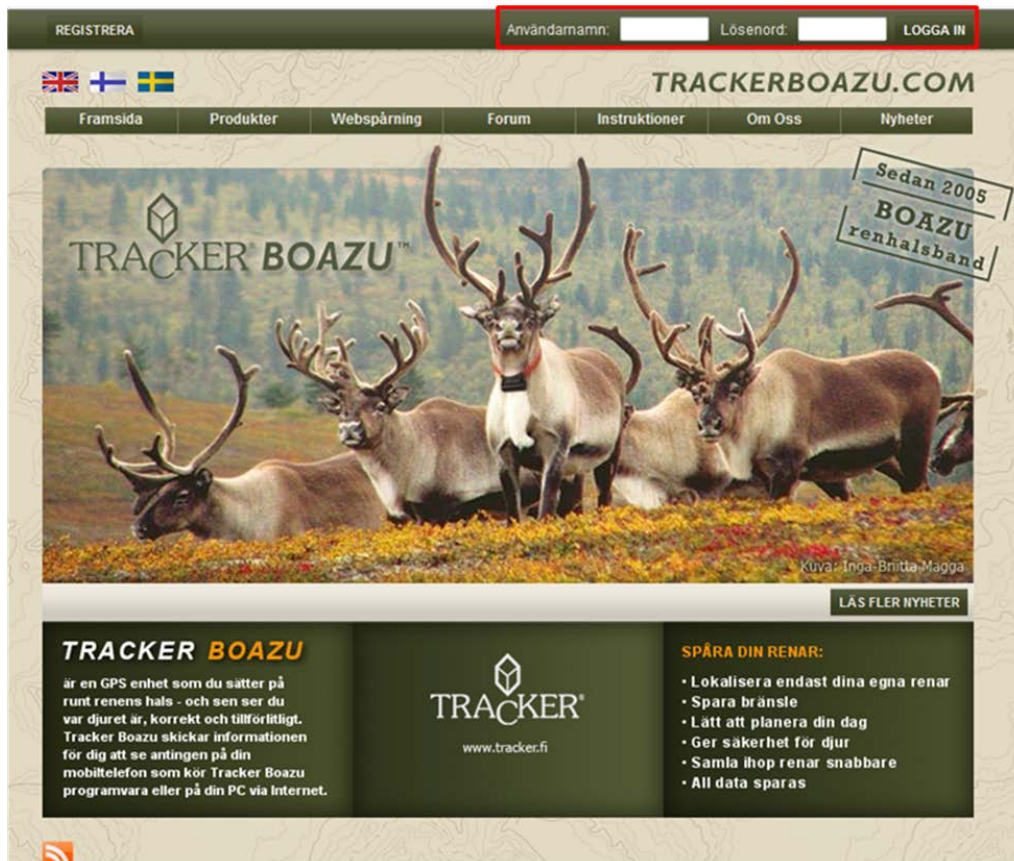 REGISTRERA
Användarnamn: Lösenord: LOGGA IN
TRACKERBOAZU.COM
Framsida Produkter Webspårning Forum Instruktioner Om Oss Nyheter
TRACKER® BOAZU™
Sedan 2005
BOAZU
renhalsband
Kuva: Inga-Briitta Magga
LÄS FLER NYHETER
TRACKER BOAZU
är en GPS enhet som du sätter på
runt renens hals - och sen ser du
var djuret är, korrekt och tillförlitligt.
Tracker Boazu skickar informationen
för dig att se antingen på din
mobiltelefon som kör Tracker Boazu
programvara eller på din PC via Internet.
TRACKER®
www.tracker.fi
SPÅRA DIN RENAR:
• Lokalisera endast dina egna renar
• Spara bränsle
• Lätt att planera din dag
• Ger säkerhet för djur
• Samla ihop renar snabbare
• All data sparas